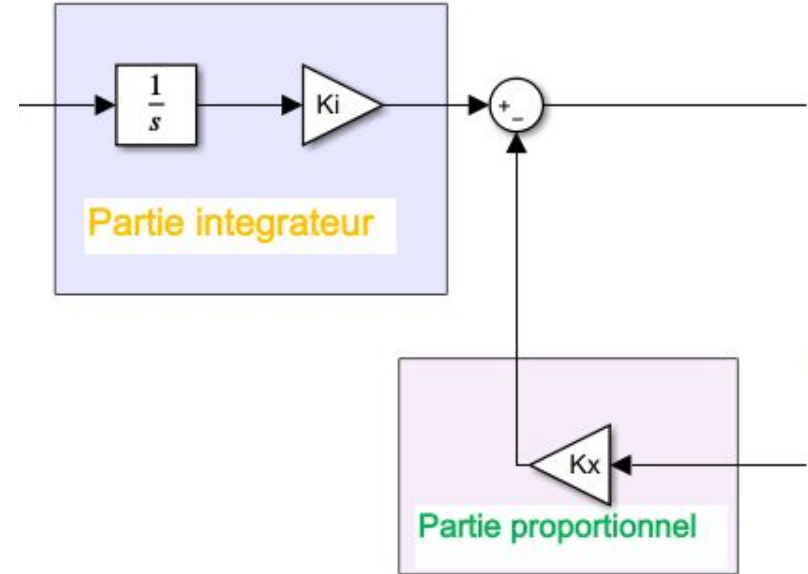 1
s
Ki
+
−
Partie integrateur
Kx
Partie proportionnel